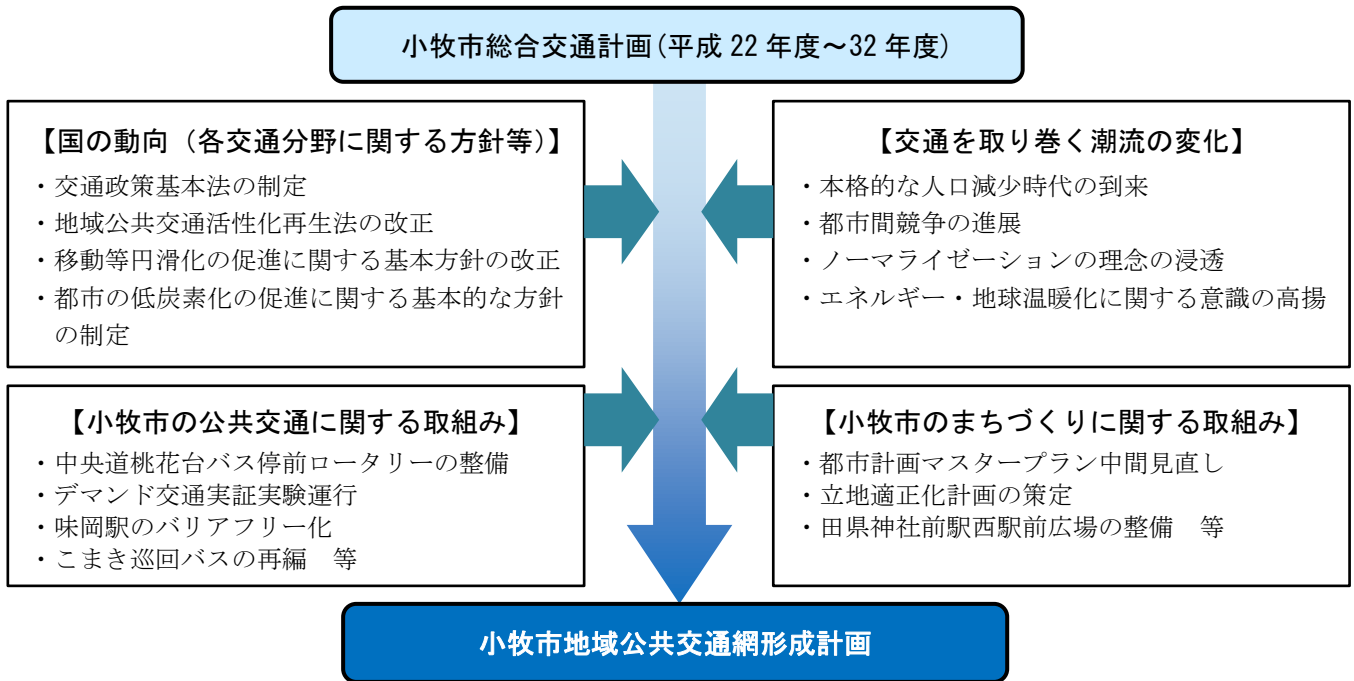 小牧市総合交通計画(平成 22 年度~32 年度)
【国の動向（各交通分野に関する方針等）】
・交通政策基本法の制定
・地域公共交通活性化再生法の改正
・移動等円滑化の促進に関する基本方針の改正
・都市の低炭素化の促進に関する基本的な方針
の制定
【交通を取り巻く潮流の変化】
・本格的な人口減少時代の到来
・都市間競争の進展
・ノーマライゼーションの理念の浸透
・エネルギー・地球温暖化に関する意識の高揚
【小牧市の公共交通に関する取組み】
・中央道桃花台バス停前ロータリーの整備
・デマンド交通実証実験運行
・味岡駅のバリアフリー化
・こまき巡回バスの再編　等
【小牧市のまちづくりに関する取組み】
・都市計画マスタープラン中間見直し
・立地適正化計画の策定
・田県神社前駅西駅前広場の整備　等
小牧市地域公共交通網形成計画